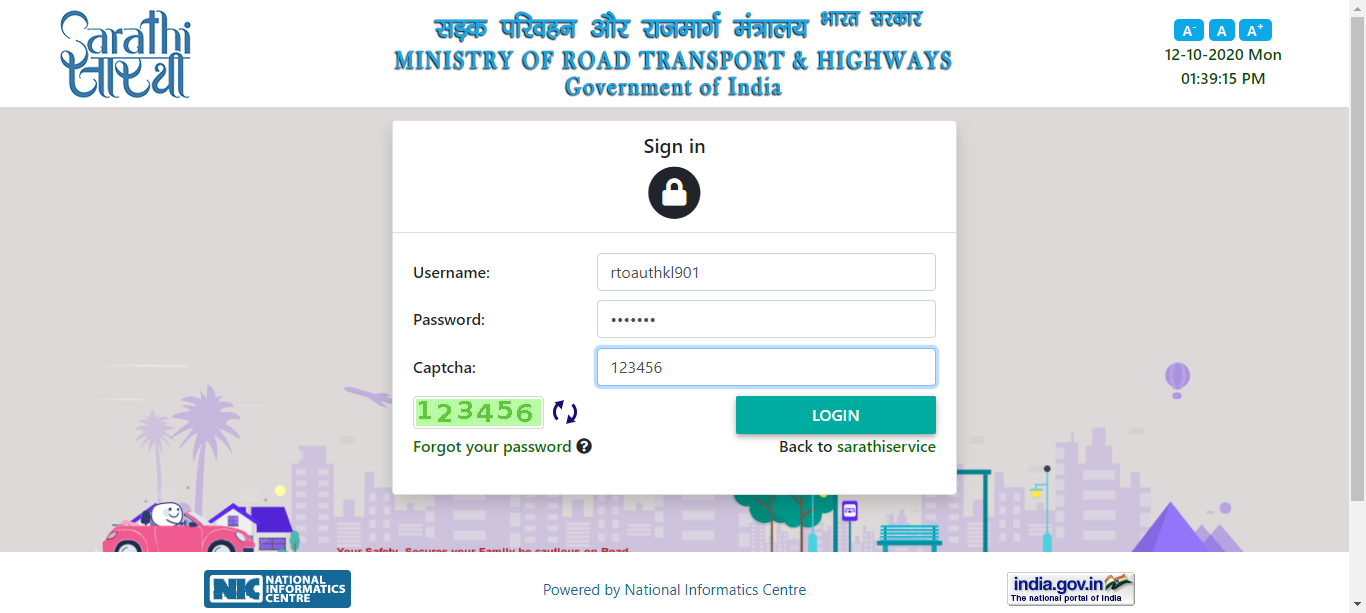 Sarathi
सारथी
सड़क परिवहन और राजमार्ग मंत्रालय भारत सरकार
MINISTRY OF ROAD TRANSPORT & HIGHWAYS
Government of India
A- A A+
12-10-2020 Mon
01:39:15 PM
Sign in
Username: rtoauthkl901
Password: •••••••
Captcha: 123456
123456
LOGIN
Forgot your password ?
Back to sarathiservice
Your Safety, Secures your Family be cautious on Road
NIC NATIONAL
INFORMATICS
CENTRE
Powered by National Informatics Centre
india.gov.in
The national portal of India